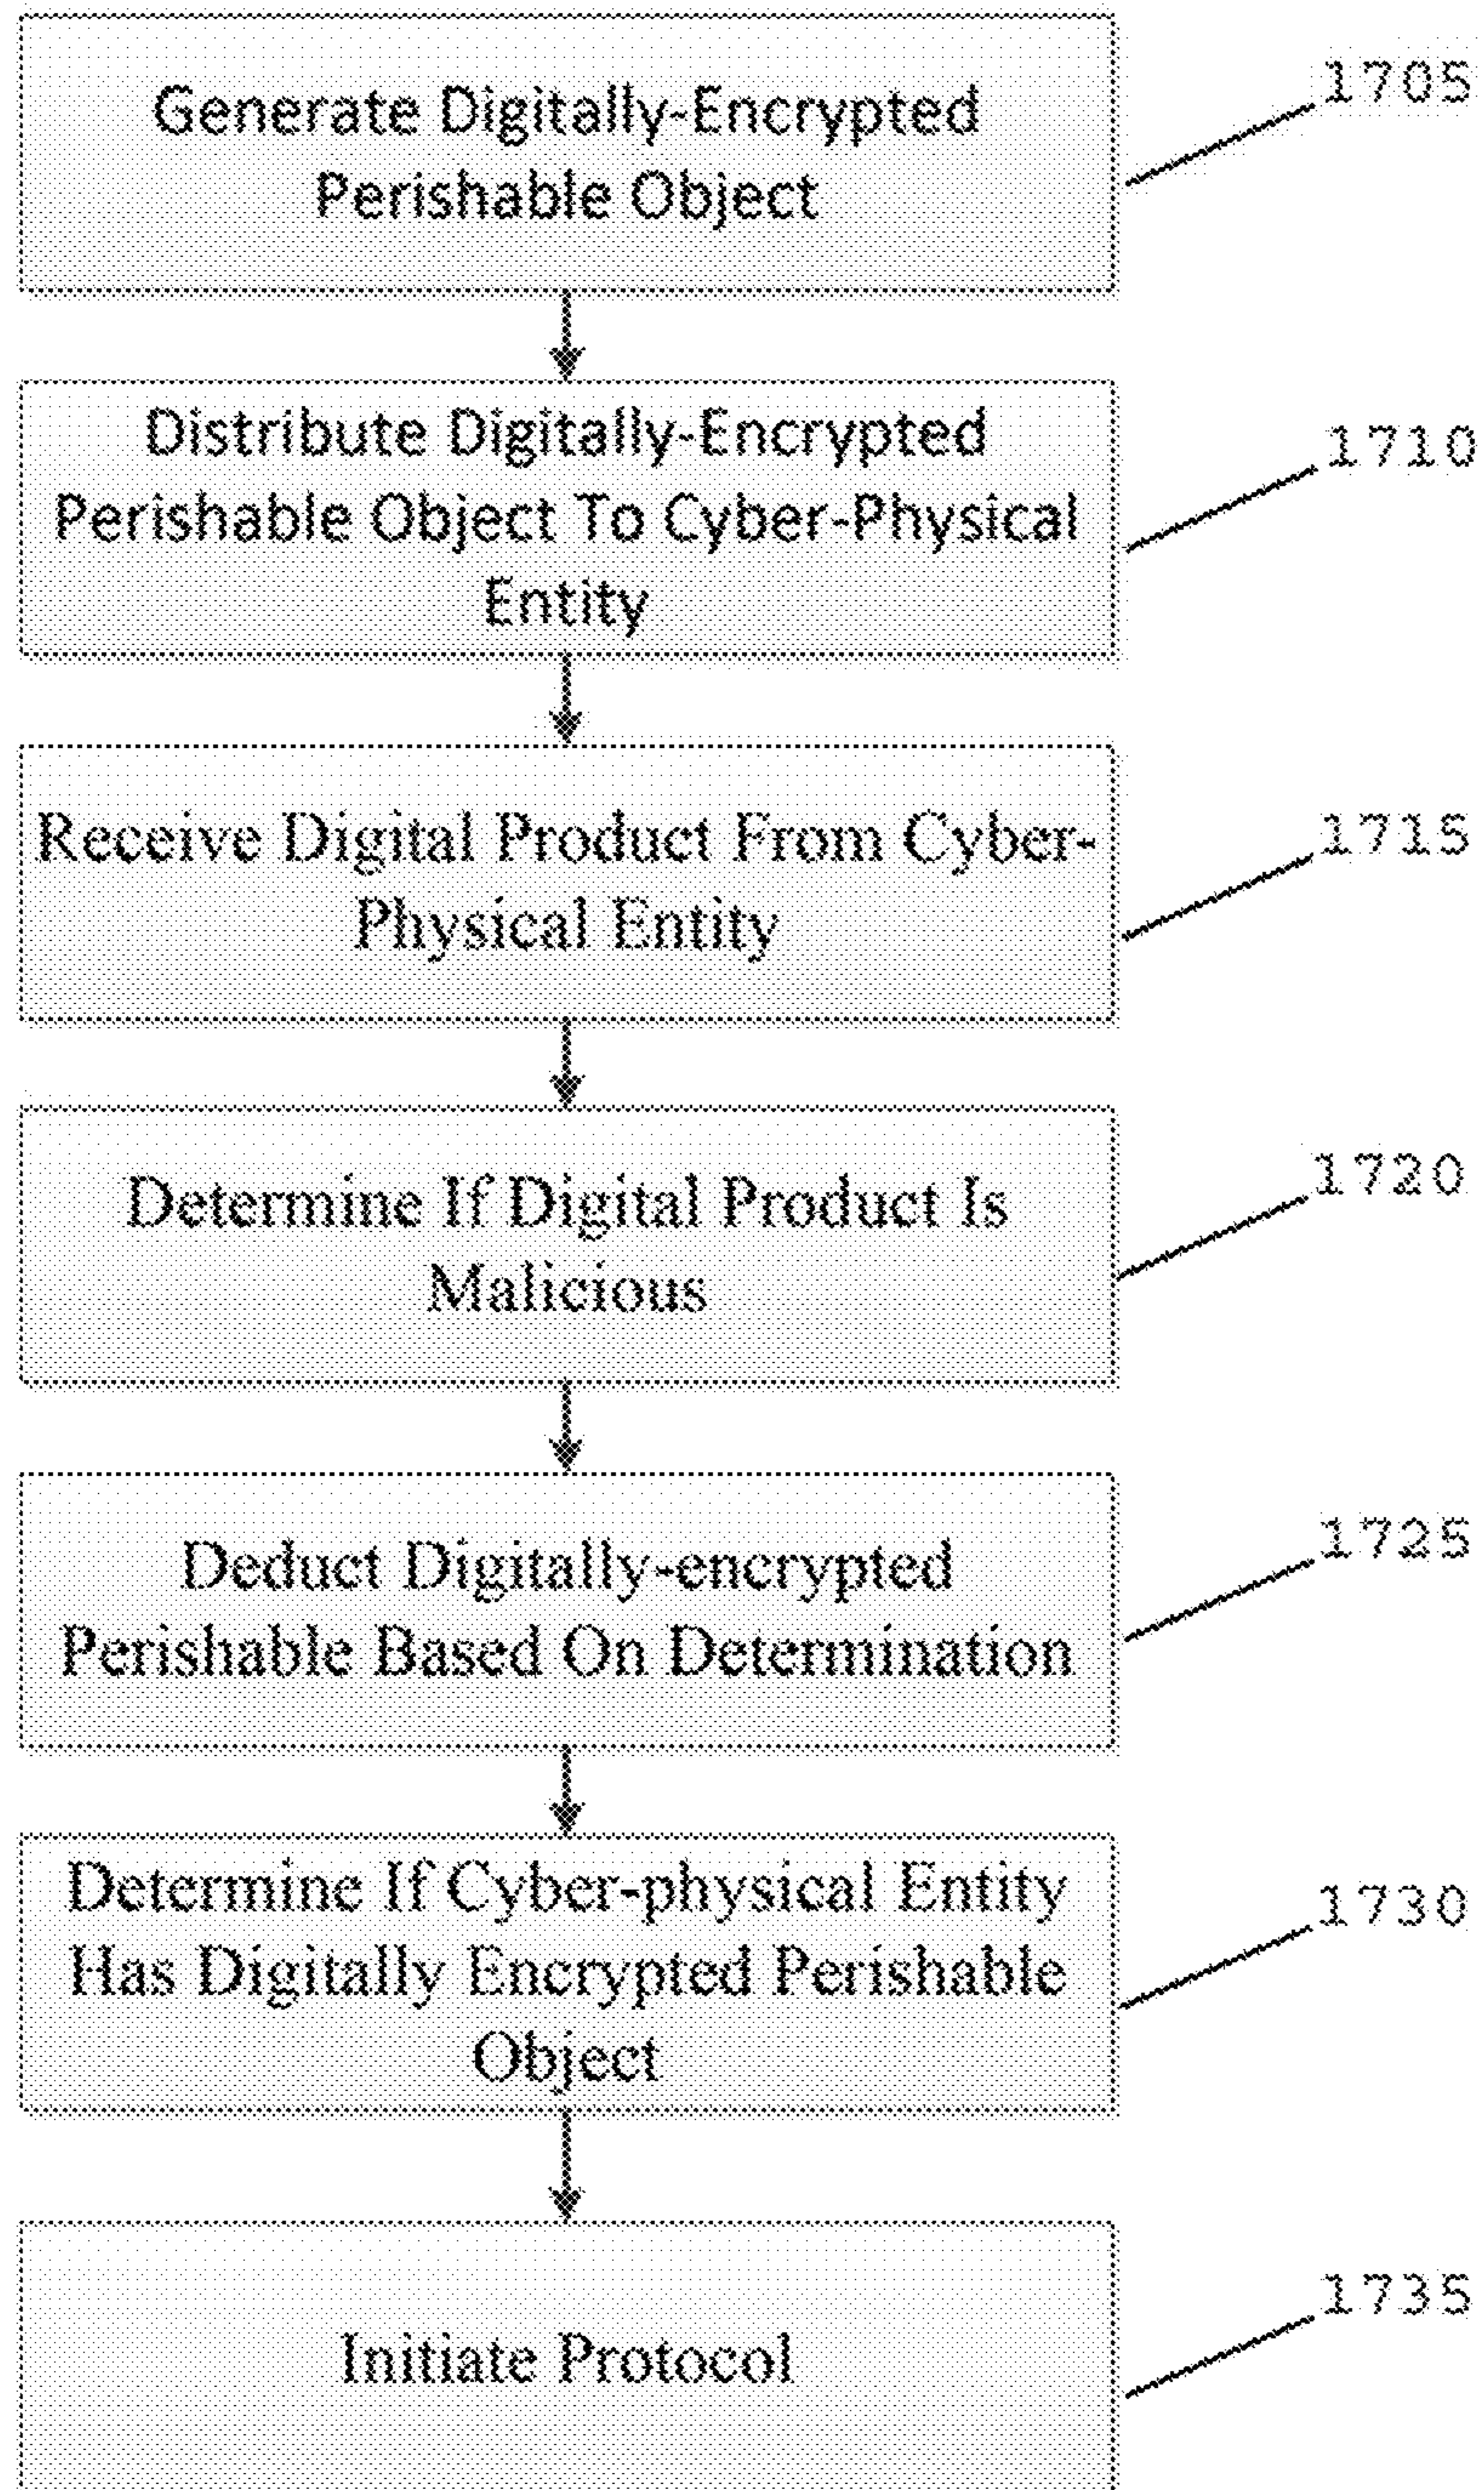 Generate Digitally-Encrypted
Perishable Object
1705
Distribute Digitally-Encrypted
Perishable Object To Cyber-Physical
Entity
1710
Receive Digital Product From Cyber-
Physical Entity
1715
Determine If Digital Product Is
Malicious
1720
Deduct Digitally-encrypted
Perishable Based On Determination
1725
Determine If Cyber-physical Entity
Has Digitally Encrypted Perishable
Object
1730
Initiate Protocol
1735